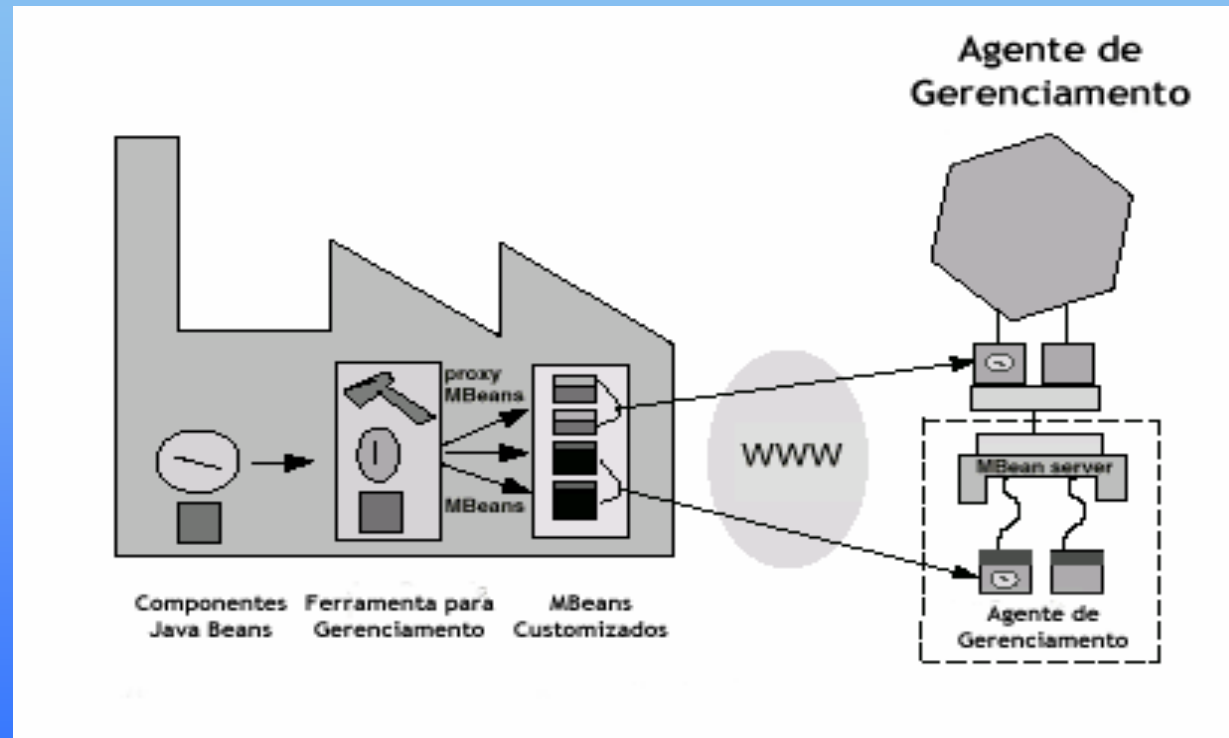 Agente de
Gerenciamento
proxy
MBeans
MBeans
WWW
MBean server
Agente de
Gerenciamento
Componentes
Java Beans
Ferramenta para
Gerenciamento
MBeans
Customizados